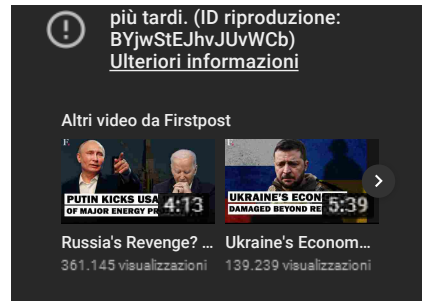 più tardi. (ID riproduzione:
BYjwStEJhvJUvWCb)
Ulteriori informazioni
Altri video da Firstpost
F.
PUTIN KICKS USA
OF MAJOR ENERGY PR
4:13
UKRAINE'S ECON
DAMAGED BEYOND RE
5:39
Russia's Revenge? ...
Ukraine's Econom...
361.145 visualizzazioni
139.239 visualizzazioni